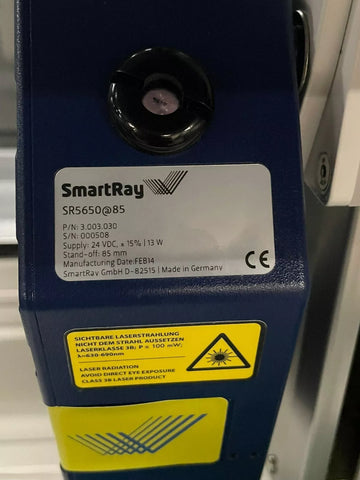 SmartRay
SR5650@85
P/N: 3.003.030
S/N: 000508
Supply: 24 VDC, ± 15% | 13 W
Stand-off: 85 mm
Manufacturing Date:FEB14
SmartRay GmbH D-82515 | Made in Germany
CE
SICHTBARE LASERSTRAHLUNG
NICHT DEM STRAHL AUSSETZEN
LASERKLASSE 3B; P ≤ 100 mW;
λ=630-690nm
LASER RADIATION
AVOID DIRECT EYE EXPOSURE
CLASS 3B LASER PRODUCT